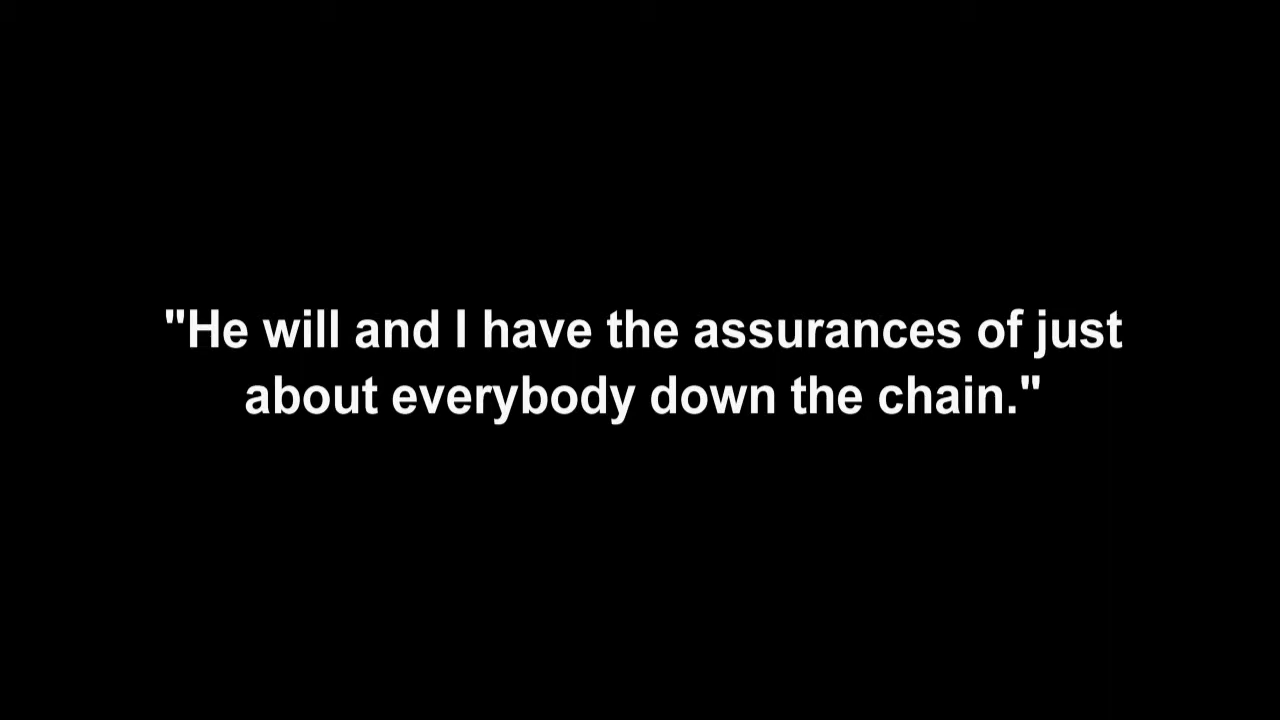 "He will and I have the assurances of just
about everybody down the chain."